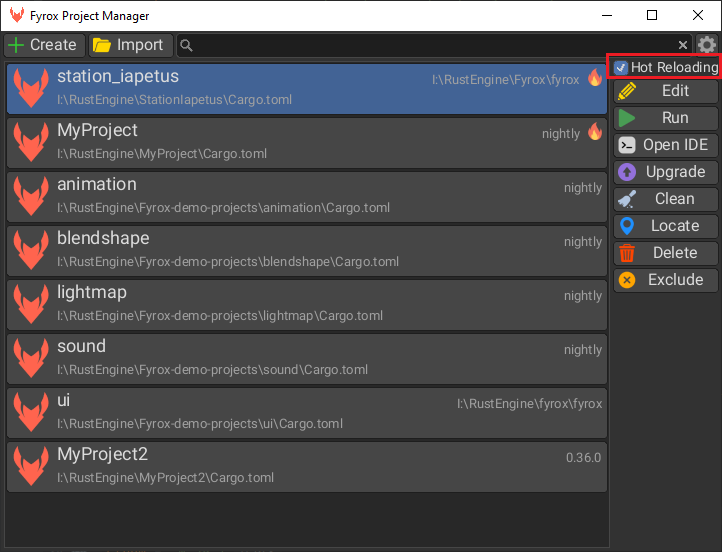 Fyrox Project Manager
Create
Import
Hot Reloading
station_iapetus
I:\RustEngine\Fyrox\fyrox
I:\RustEngine\StationIapetus\Cargo.toml
MyProject
nightly
I:\RustEngine\MyProject\Cargo.toml
animation
nightly
I:\RustEngine\Fyrox-demo-projects\animation\Cargo.toml
blendshape
nightly
I:\RustEngine\Fyrox-demo-projects\blendshape\Cargo.toml
lightmap
nightly
I:\RustEngine\Fyrox-demo-projects\lightmap\Cargo.toml
sound
nightly
I:\RustEngine\Fyrox-demo-projects\sound\Cargo.toml
ui
I:\RustEngine\fyrox\fyrox
I:\RustEngine\Fyrox-demo-projects\ui\Cargo.toml
MyProject2
0.36.0
I:\RustEngine\MyProject2\Cargo.toml
Edit
Run
Open IDE
Upgrade
Clean
Locate
Delete
Exclude